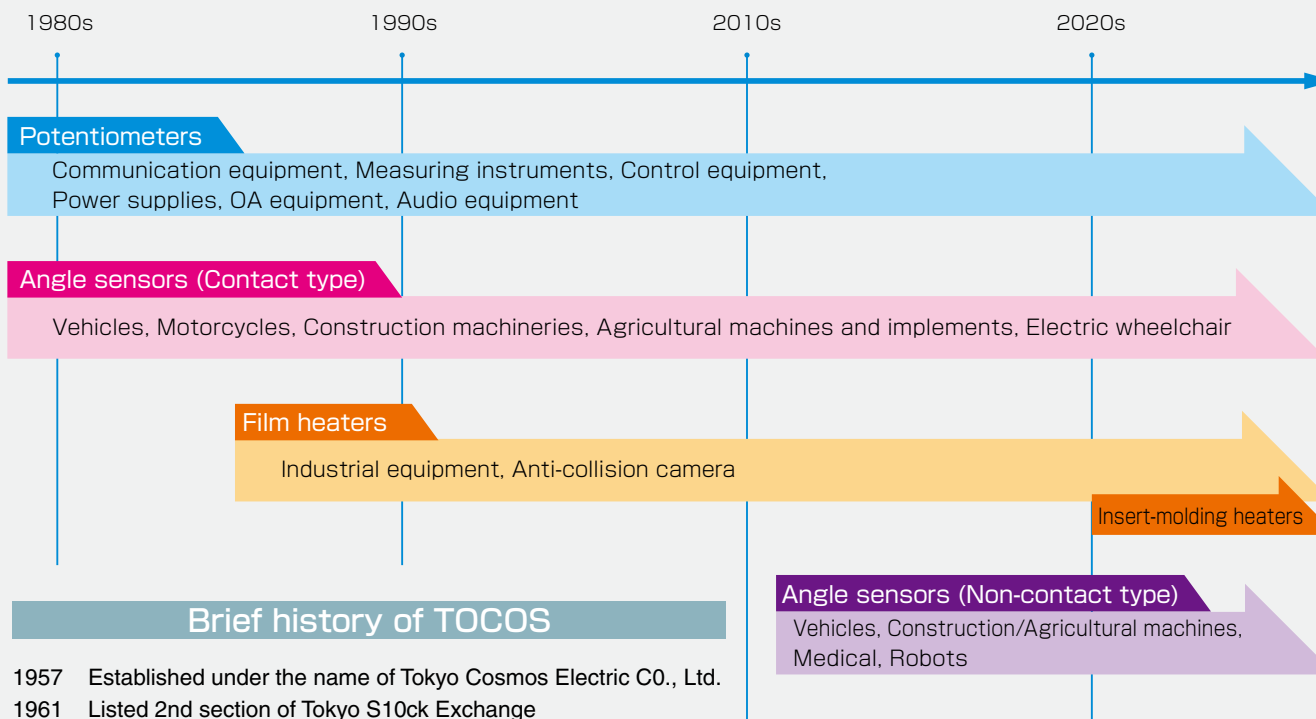 1980s
1990s
2010s
2020s
Potentiometers
Communication equipment, Measuring instruments, Control equipment,
Power supplies, OA equipment, Audio equipment
Angle sensors (Contact type)
Vehicles, Motorcycles, Construction machineries, Agricultural machines and implements, Electric wheelchair
Film heaters
Industrial equipment, Anti-collision camera
Insert-molding heaters
Angle sensors (Non-contact type)
Vehicles, Construction/Agricultural machines,
Medical, Robots
Brief history of TOCOS
1957 Established under the name of Tokyo Cosmos Electric C0., Ltd.
1961 Listed 2nd section of Tokyo S10ck Exchange